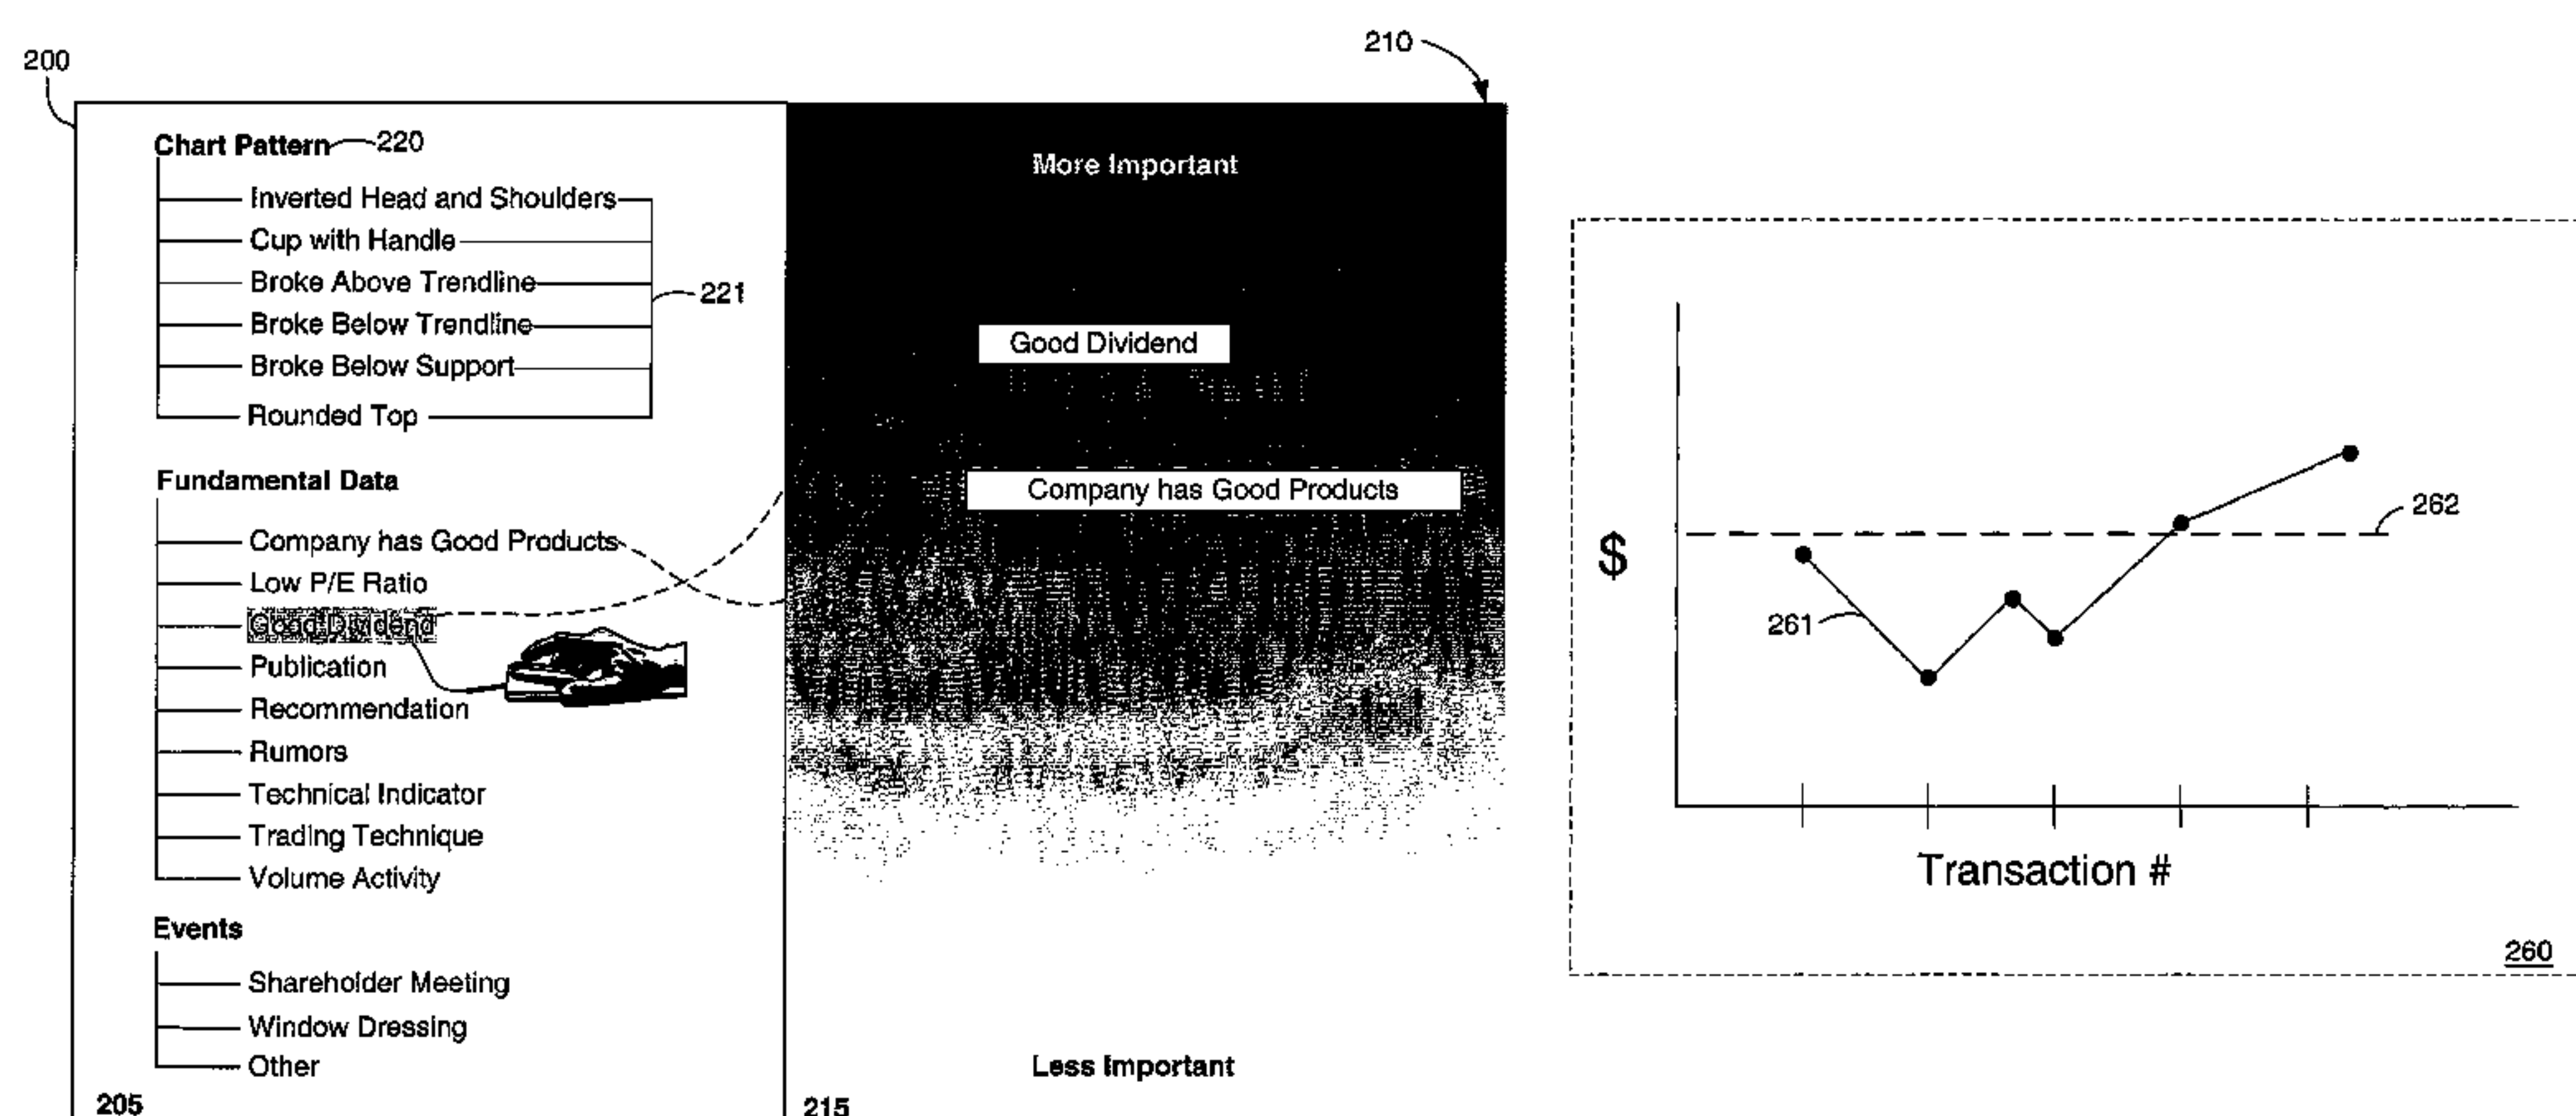 200
210
Chart Pattern 220
Inverted Head and Shoulders
Cup with Handle
Broke Above Trendline
221
Broke Below Trendline
Broke Below Support
Rounded Top
Fundamental Data
Company has Good Products
Low P/E Ratio
Good Dividend
Publication
Recommendation
Rumors
Technical Indicator
Trading Technique
Volume Activity
Events
Shareholder Meeting
Window Dressing
Other
205
More Important
Good Dividend
Company has Good Products
Less Important
215
262
$
261
Transaction #
260